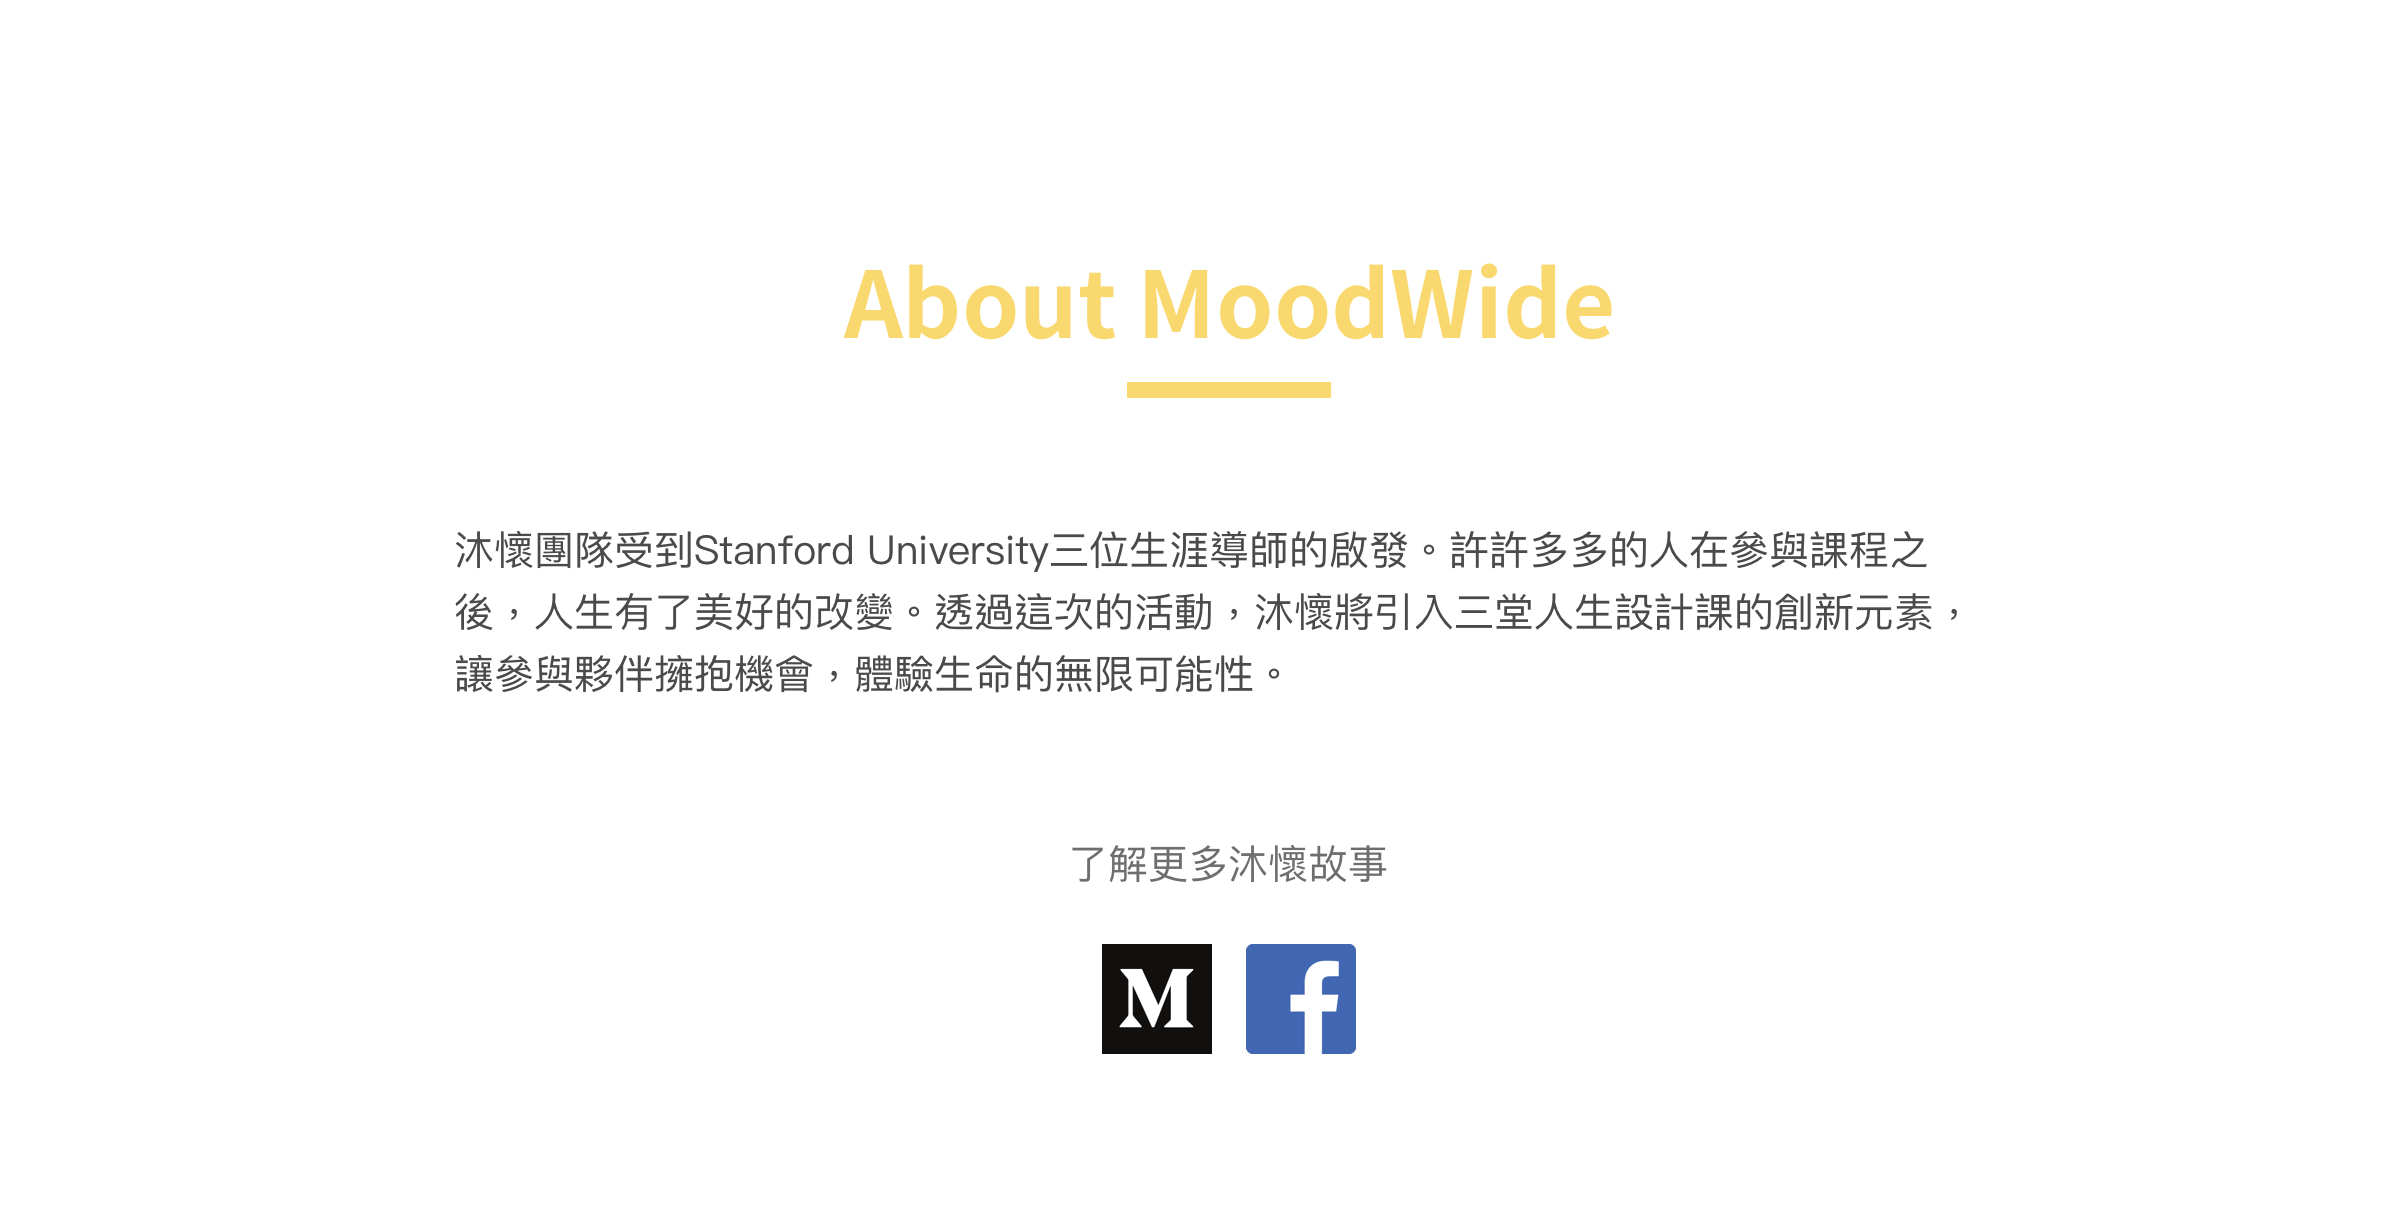 About MoodWide
沐懷團隊受到Stanford University三位生涯導師的啟發。許許多多的人在參與課程之
後，人生有了美好的改變。透過這次的活動，沐懷將引入三堂人生設計課的創新元素，
讓參與夥伴擁抱機會，體驗生命的無限可能性。
了解更多沐懷故事
M f